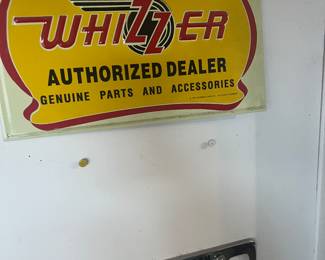 WHIZZER
AUTHORIZED DEALER
GENUINE PARTS AND ACCESSORIES